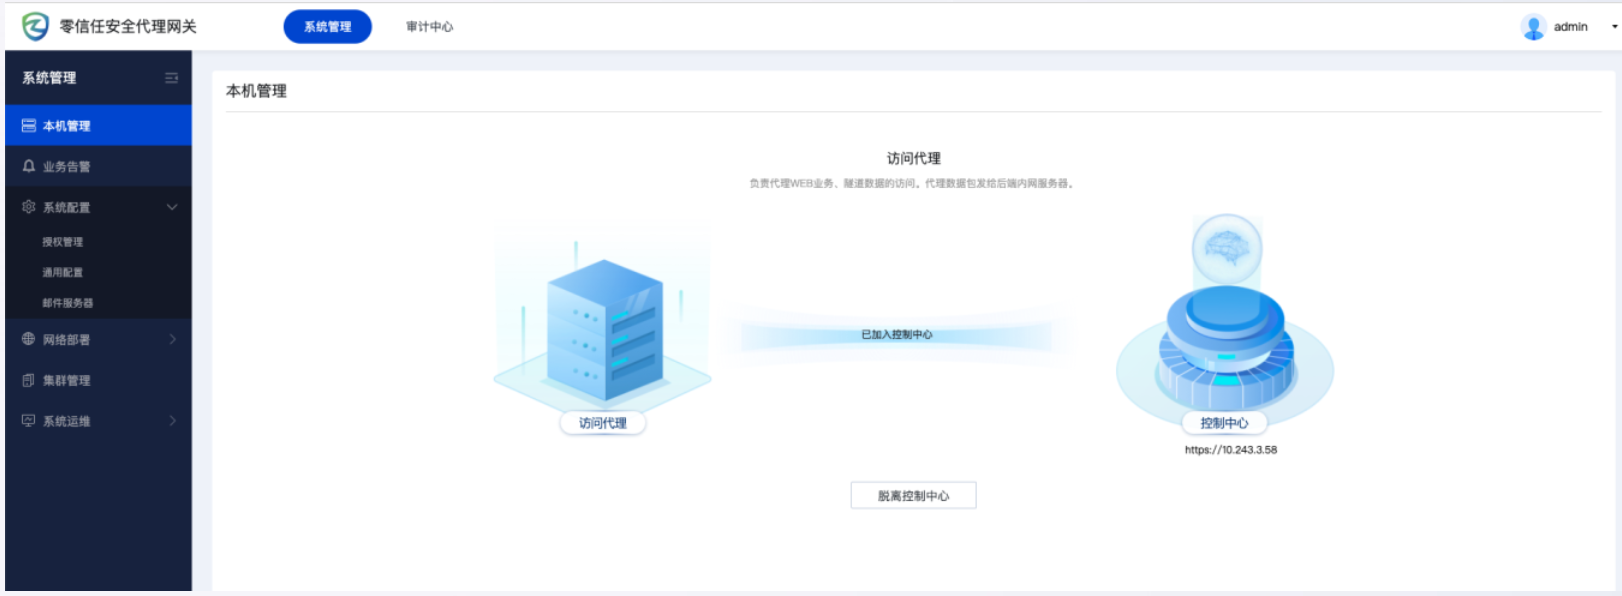 零信任安全代理网关
系统管理
审计中心
admin
系统管理
本机管理
业务告警
系统配置
授权管理
通用配置
邮件服务器
网络部署
集群管理
系统运维
本机管理
访问代理
负责代理WEB业务、隧道数据的访问。代理数据包发给后端内网服务器。
已加入控制中心
访问代理
控制中心
https://10.243.3.58
脱离控制中心